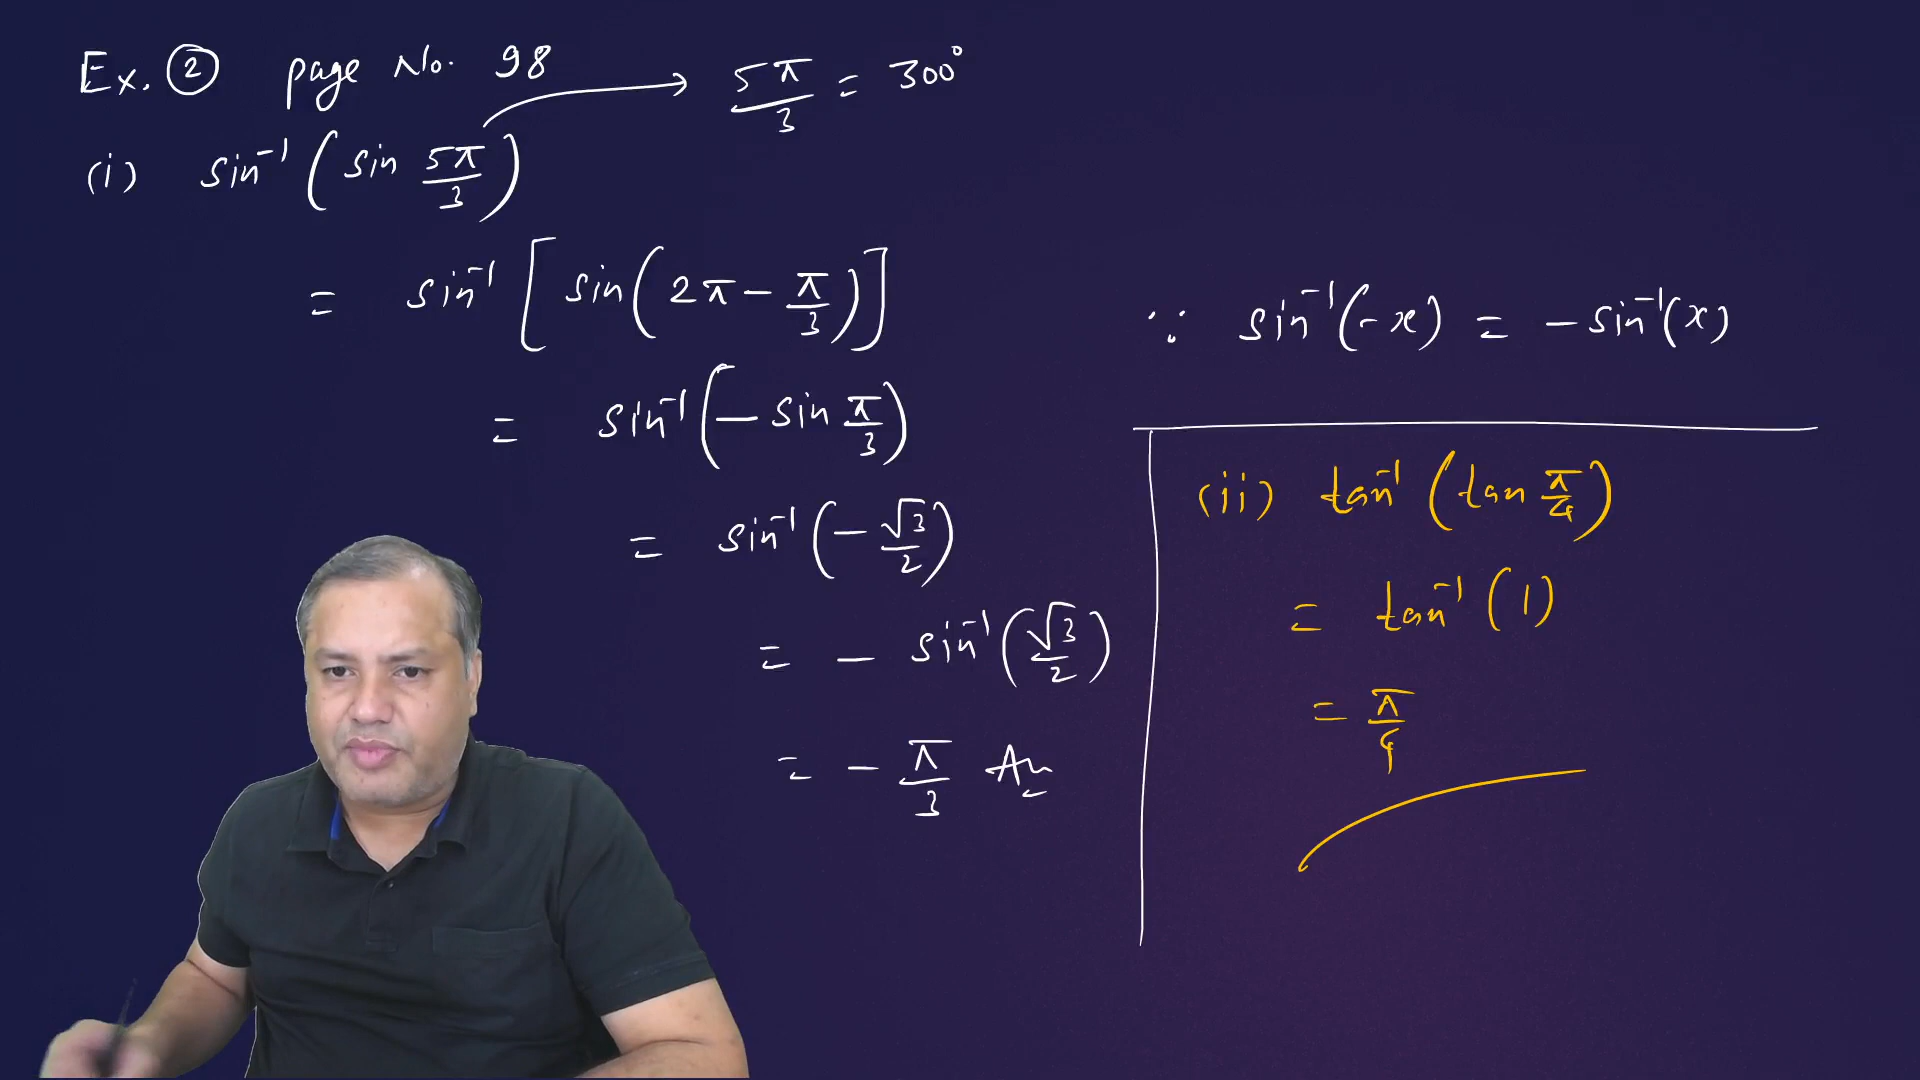 Ex. ② page No. 98
5π/3 = 300°
(i) sin⁻¹(sin 5π/3)
= sin⁻¹[sin(2π − π/3)]
= sin⁻¹(− sin π/3)
= sin⁻¹(− √3/2)
= − sin⁻¹(√3/2)
= − π/3 An
∵ sin⁻¹(−x) = −sin⁻¹(x)
(ii) tan⁻¹(tan π/4)
= tan⁻¹(1)
= π/4